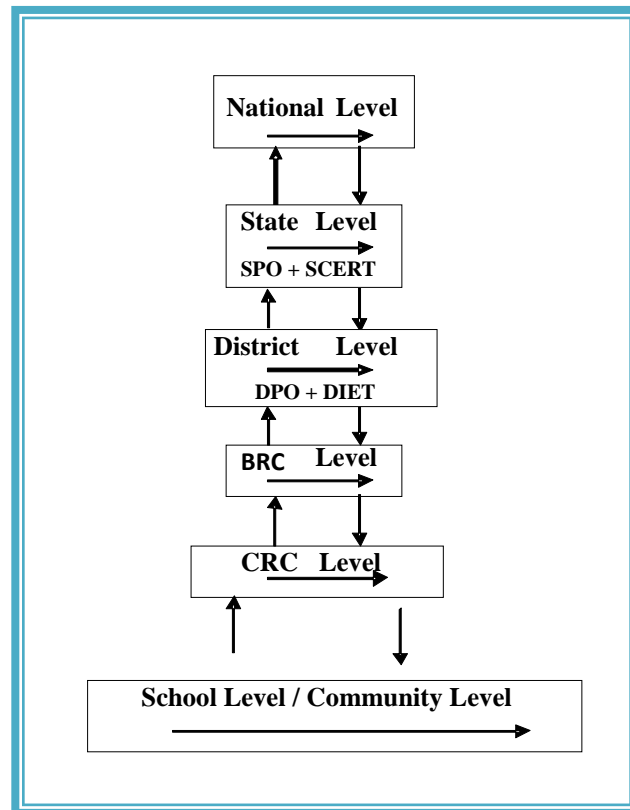 National Level
State Level
SPO + SCERT
District Level
DPO + DIET
BRC Level
CRC Level
School Level / Community Level